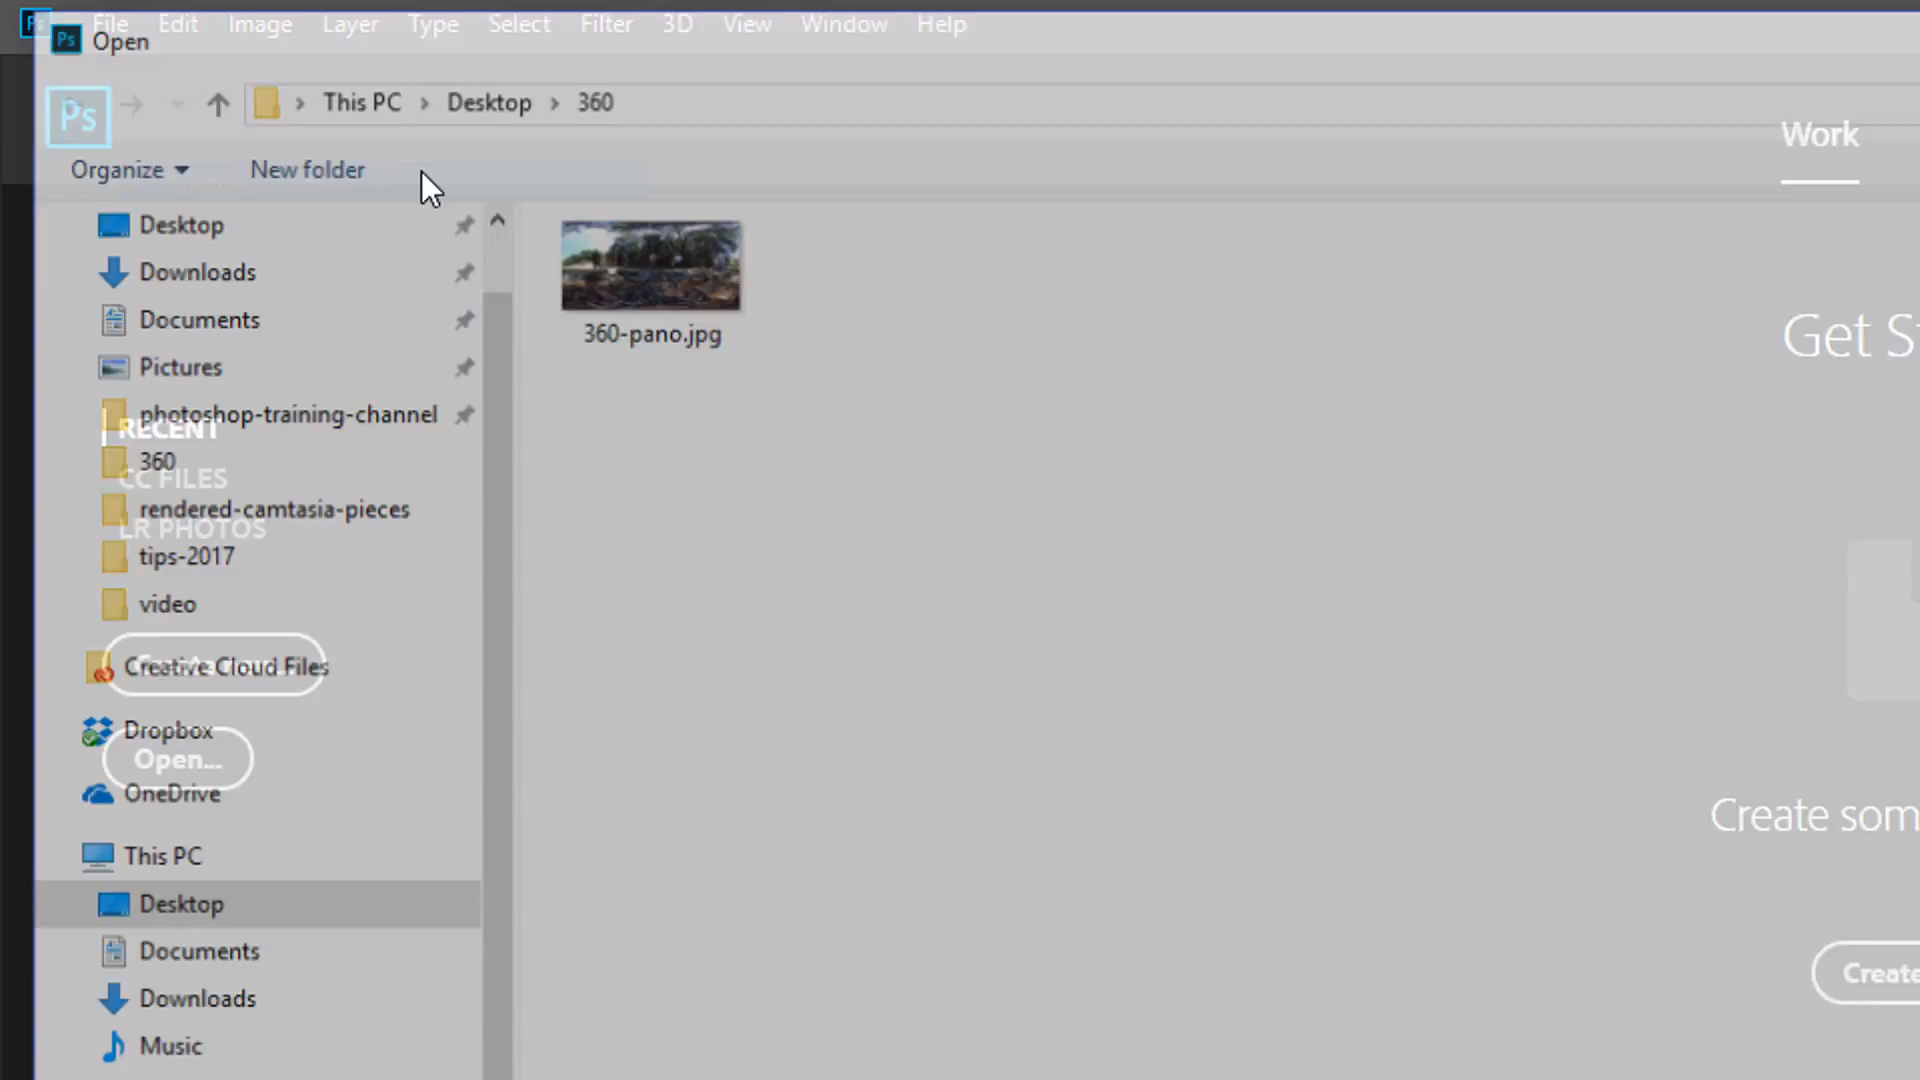 Ps File Edit Image Layer Type Select Filter 3D View Window Help
Ps Open
Ps This PC > Desktop > 360
Work
Organize New folder
Desktop
Downloads
Documents
Pictures
photoshop-training-channel
RECENT
360
CC FILES
rendered-camtasia-pieces
LR PHOTOS
tips-2017
video
Creative Cloud Files
Dropbox
Open...
OneDrive
This PC
Desktop
Documents
Downloads
Music
360-pano.jpg
Get S
Create som
Create